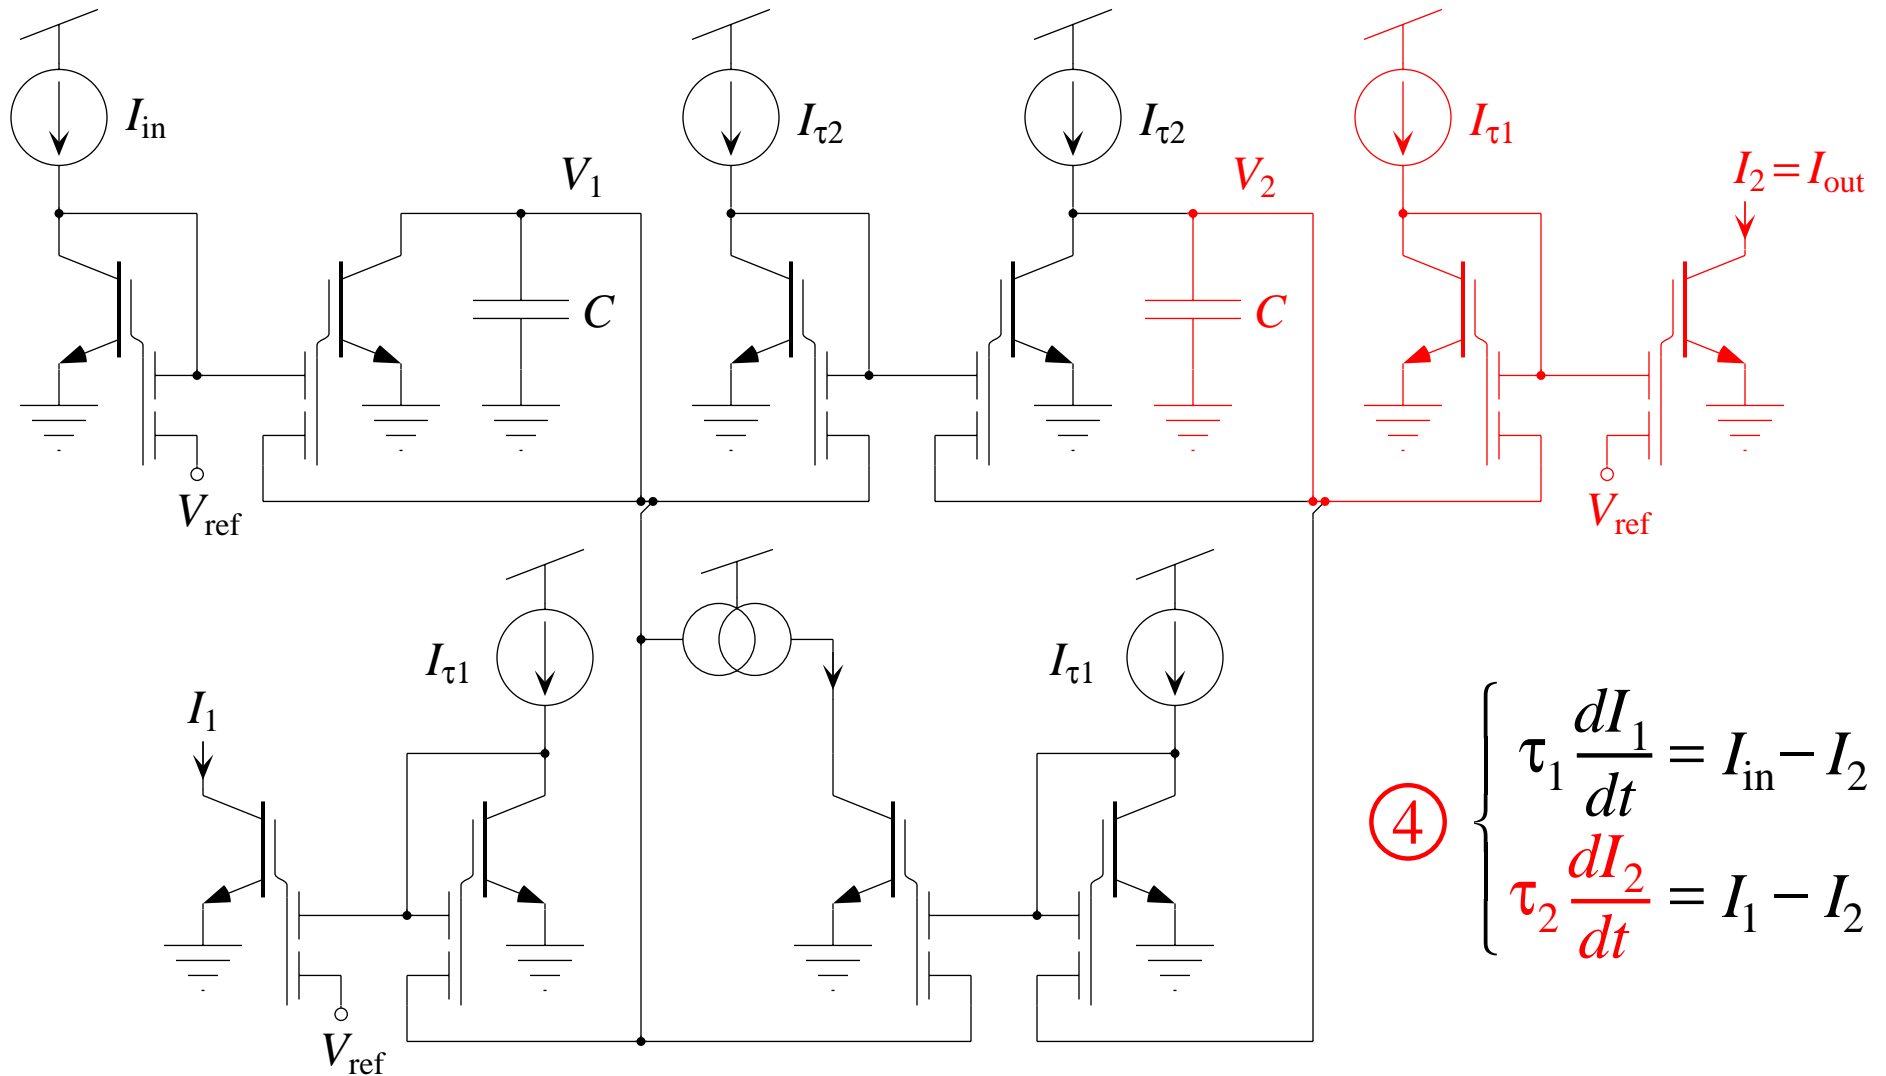 I_in
I_τ2
I_τ2
I_τ1
V_1
V_2
I_2 = I_out
C
C
V_ref
V_ref
I_τ1
I_τ1
I_1
V_ref
④
τ_1 dI_1/dt = I_in − I_2
τ_2 dI_2/dt = I_1 − I_2